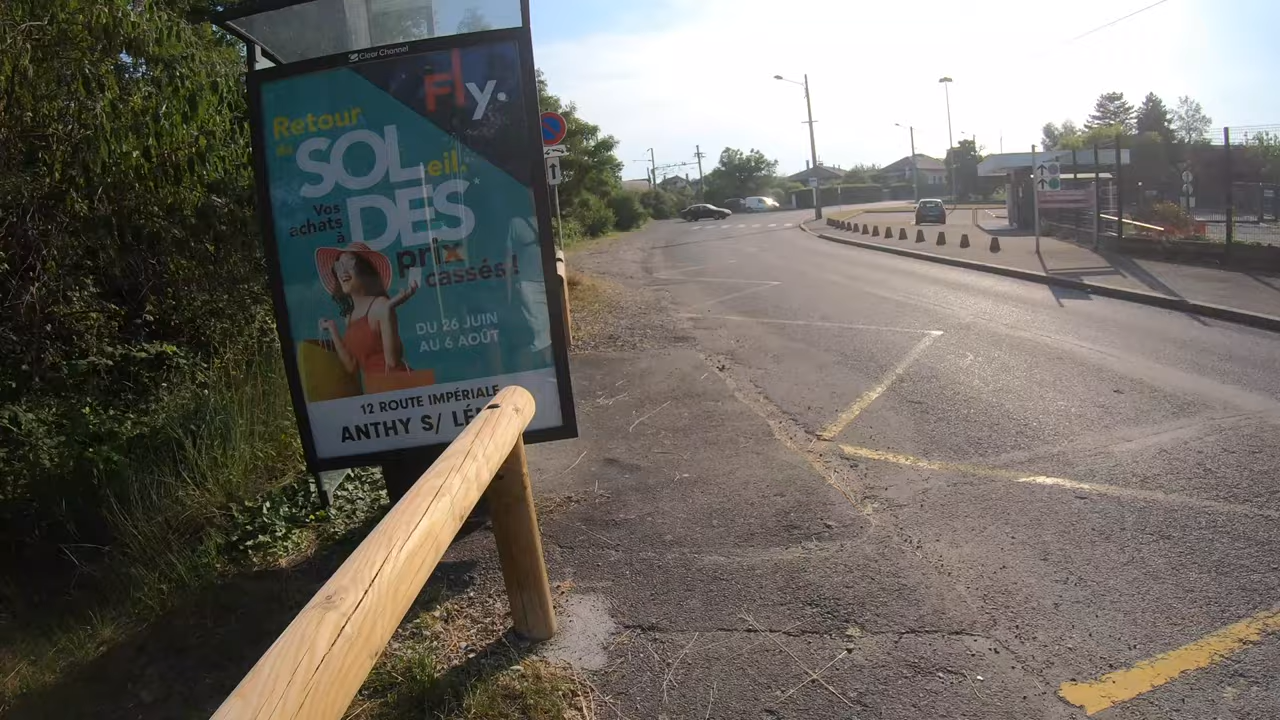 Clear Channel
Fly.
Retour
du
SOLeil
DES*
Vos
achats
à
prix
cassés!
DU 26 JUIN
AU 6 AOÛT
12 ROUTE IMPÉRIALE
ANTHY S/